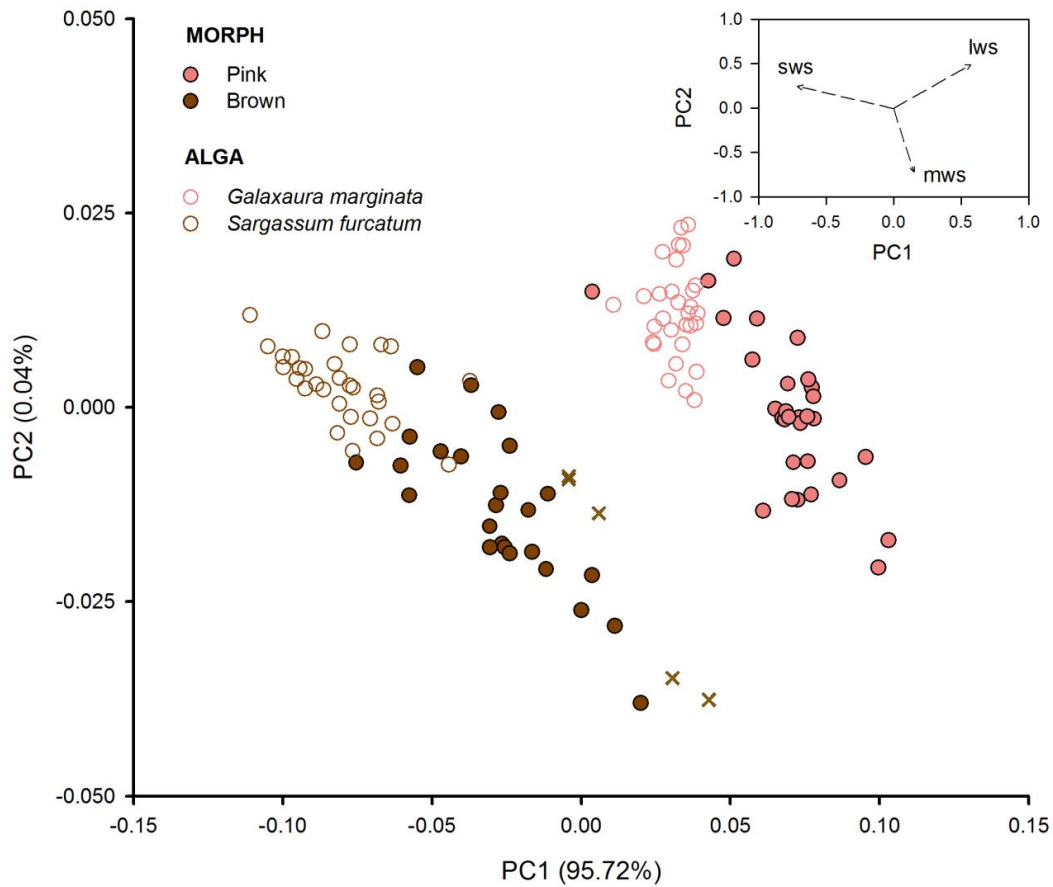 MORPH
Pink
Brown
ALGA
Galaxaura marginata
Sargassum furcatum
PC2 (0.04%)
0.050
0.025
0.000
-0.025
-0.050
-0.15
-0.10
-0.05
0.00
0.05
0.10
0.15
PC1 (95.72%)
PC2
1.0
0.5
0.0
-0.5
-1.0
sws
lws
mws
-1.0
-0.5
0.0
0.5
1.0
PC1